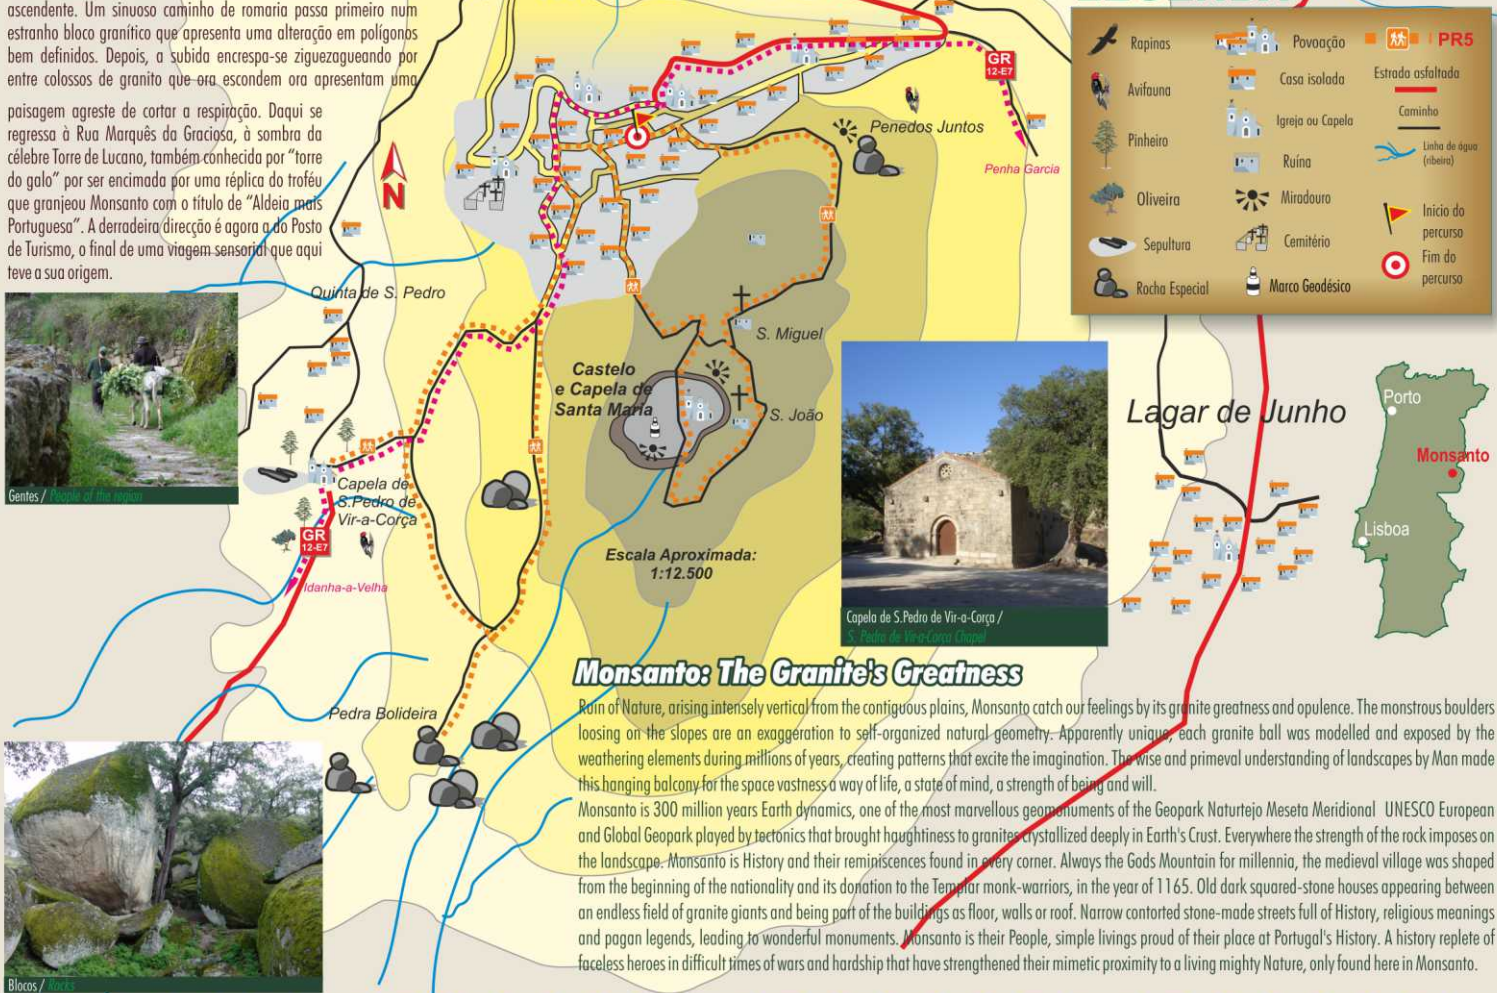 ascendente. Um sinuoso caminho de romaria passa primeiro num
estranho bloco granítico que apresenta uma alteração em polígonos
bem definidos. Depois, a subida encrespa-se ziguezagueando por
entre colossos de granito que ora escondem ora apresentam uma
paisagem agreste de cortar a respiração. Daqui se
regressa à Rua Marquês da Graciosa, à sombra da
célebre Torre de Lucano, também conhecida por “torre
do galo” por ser encimada por uma réplica do troféu
que granjeou Monsanto com o título de “Aldeia mais
Portuguesa”. A derradeira direcção é agora a do Posto
de Turismo, o final de uma viagem sensorial que aqui
teve a sua origem.
Gentes / People of the region
Blocos / Rocks
N
Quinta de S. Pedro
Capela de
S.Pedro de
Vir-a-Corça
GR
12-E7
Idanha-a-Velha
Pedra Bolideira
Castelo
e Capela de
Santa Maria
S. Miguel
S. João
Escala Aproximada:
1:12.500
Penedos Juntos
GR
12-E7
Penha Garcia
Rapinas
Avifauna
Pinheiro
Oliveira
Sepultura
Rocha Especial
Povoação
Casa isolada
Igreja ou Capela
Ruína
Miradouro
Cemitério
Marco Geodésico
PR5
Estrada asfaltada
Caminho
Linha de água
(ribeira)
Inicio do
percurso
Fim do
percurso
Capela de S.Pedro de Vir-a-Corça /
S. Pedro de Vir-a-Corça Chapel
Lagar de Junho
Porto
Monsanto
Lisboa
Monsanto: The Granite's Greatness
Ruin of Nature, arising intensely vertical from the contiguous plains, Monsanto catch our feelings by its granite greatness and opulence. The monstrous boulders
loosing on the slopes are an exaggeration to self-organized natural geometry. Apparently unique, each granite ball was modelled and exposed by the
weathering elements during millions of years, creating patterns that excite the imagination. The wise and primeval understanding of landscapes by Man made
this hanging balcony for the space vastness a way of life, a state of mind, a strength of being and will.
Monsanto is 300 million years Earth dynamics, one of the most marvellous geomonuments of the Geopark Naturtejo Meseta Meridional UNESCO European
and Global Geopark played by tectonics that brought haughtiness to granites crystallized deeply in Earth's Crust. Everywhere the strength of the rock imposes on
the landscape. Monsanto is History and their reminiscences found in every corner. Always the Gods Mountain for millennia, the medieval village was shaped
from the beginning of the nationality and its donation to the Templar monk-warriors, in the year of 1165. Old dark squared-stone houses appearing between
an endless field of granite giants and being part of the buildings as floor, walls or roof. Narrow contorted stone-made streets full of History, religious meanings
and pagan legends, leading to wonderful monuments. Monsanto is their People, simple livings proud of their place at Portugal's History. A history replete of
faceless heroes in difficult times of wars and hardship that have strengthened their mimetic proximity to a living mighty Nature, only found here in Monsanto.